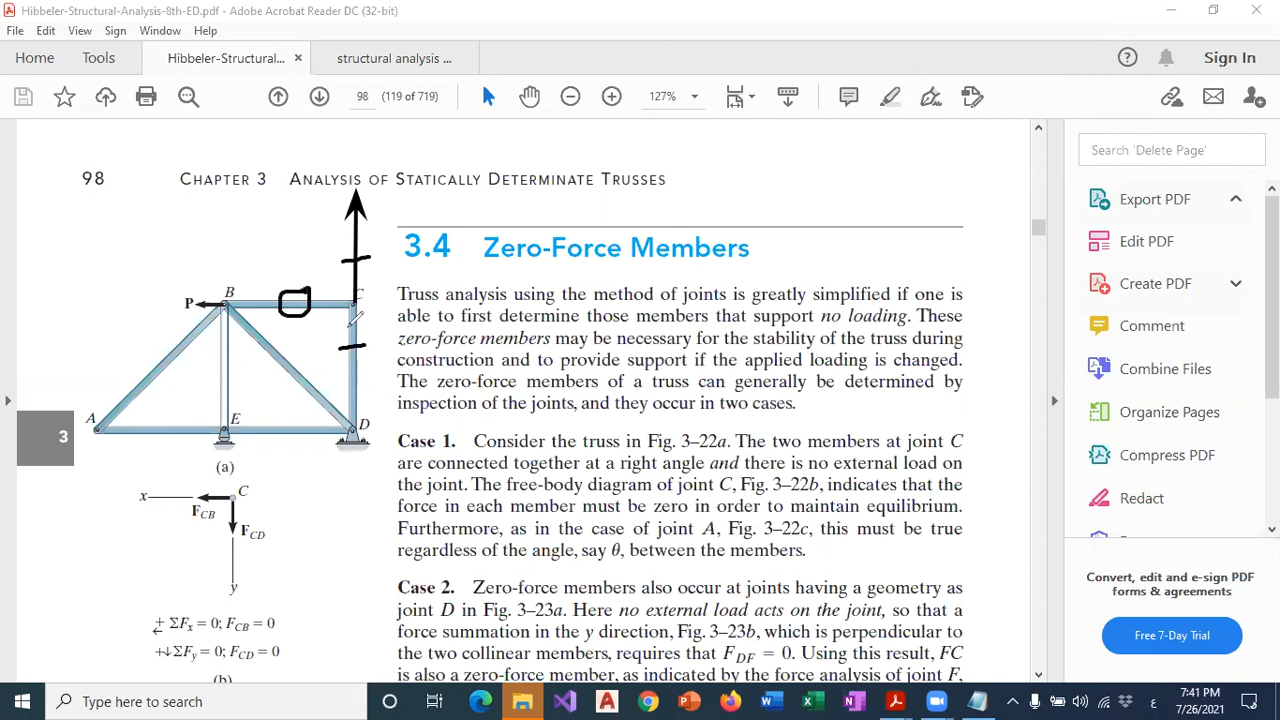 Hibbeler-Structural-Analysis-8th-ED.pdf - Adobe Acrobat Reader DC (32-bit)
File Edit View Sign Window Help
Home Tools Hibbeler-Structural... × structural analysis ... Sign In
98 (119 of 719) 127%
98 CHAPTER 3 ANALYSIS OF STATICALLY DETERMINATE TRUSSES
3.4 Zero-Force Members
P B C
A E D
(a)
x C
F_CB
F_CD
y
+ ΣF_x = 0; F_CB = 0
+↓ΣF_y = 0; F_CD = 0
(b)
3
Truss analysis using the method of joints is greatly simplified if one is
able to first determine those members that support no loading. These
zero-force members may be necessary for the stability of the truss during
construction and to provide support if the applied loading is changed.
The zero-force members of a truss can generally be determined by
inspection of the joints, and they occur in two cases.
Case 1. Consider the truss in Fig. 3–22a. The two members at joint C
are connected together at a right angle and there is no external load on
the joint. The free-body diagram of joint C, Fig. 3–22b, indicates that the
force in each member must be zero in order to maintain equilibrium.
Furthermore, as in the case of joint A, Fig. 3–22c, this must be true
regardless of the angle, say θ, between the members.
Case 2. Zero-force members also occur at joints having a geometry as
joint D in Fig. 3–23a. Here no external load acts on the joint, so that a
force summation in the y direction, Fig. 3–23b, which is perpendicular to
the two collinear members, requires that F_DF = 0. Using this result, FC
is also a zero-force member, as indicated by the force analysis of joint F,
Search 'Delete Page'
Export PDF
Edit PDF
Create PDF
Comment
Combine Files
Organize Pages
Compress PDF
Redact
Convert, edit and e-sign PDF
forms & agreements
Free 7-Day Trial
Type here to search
ع
7:41 PM
7/26/2021